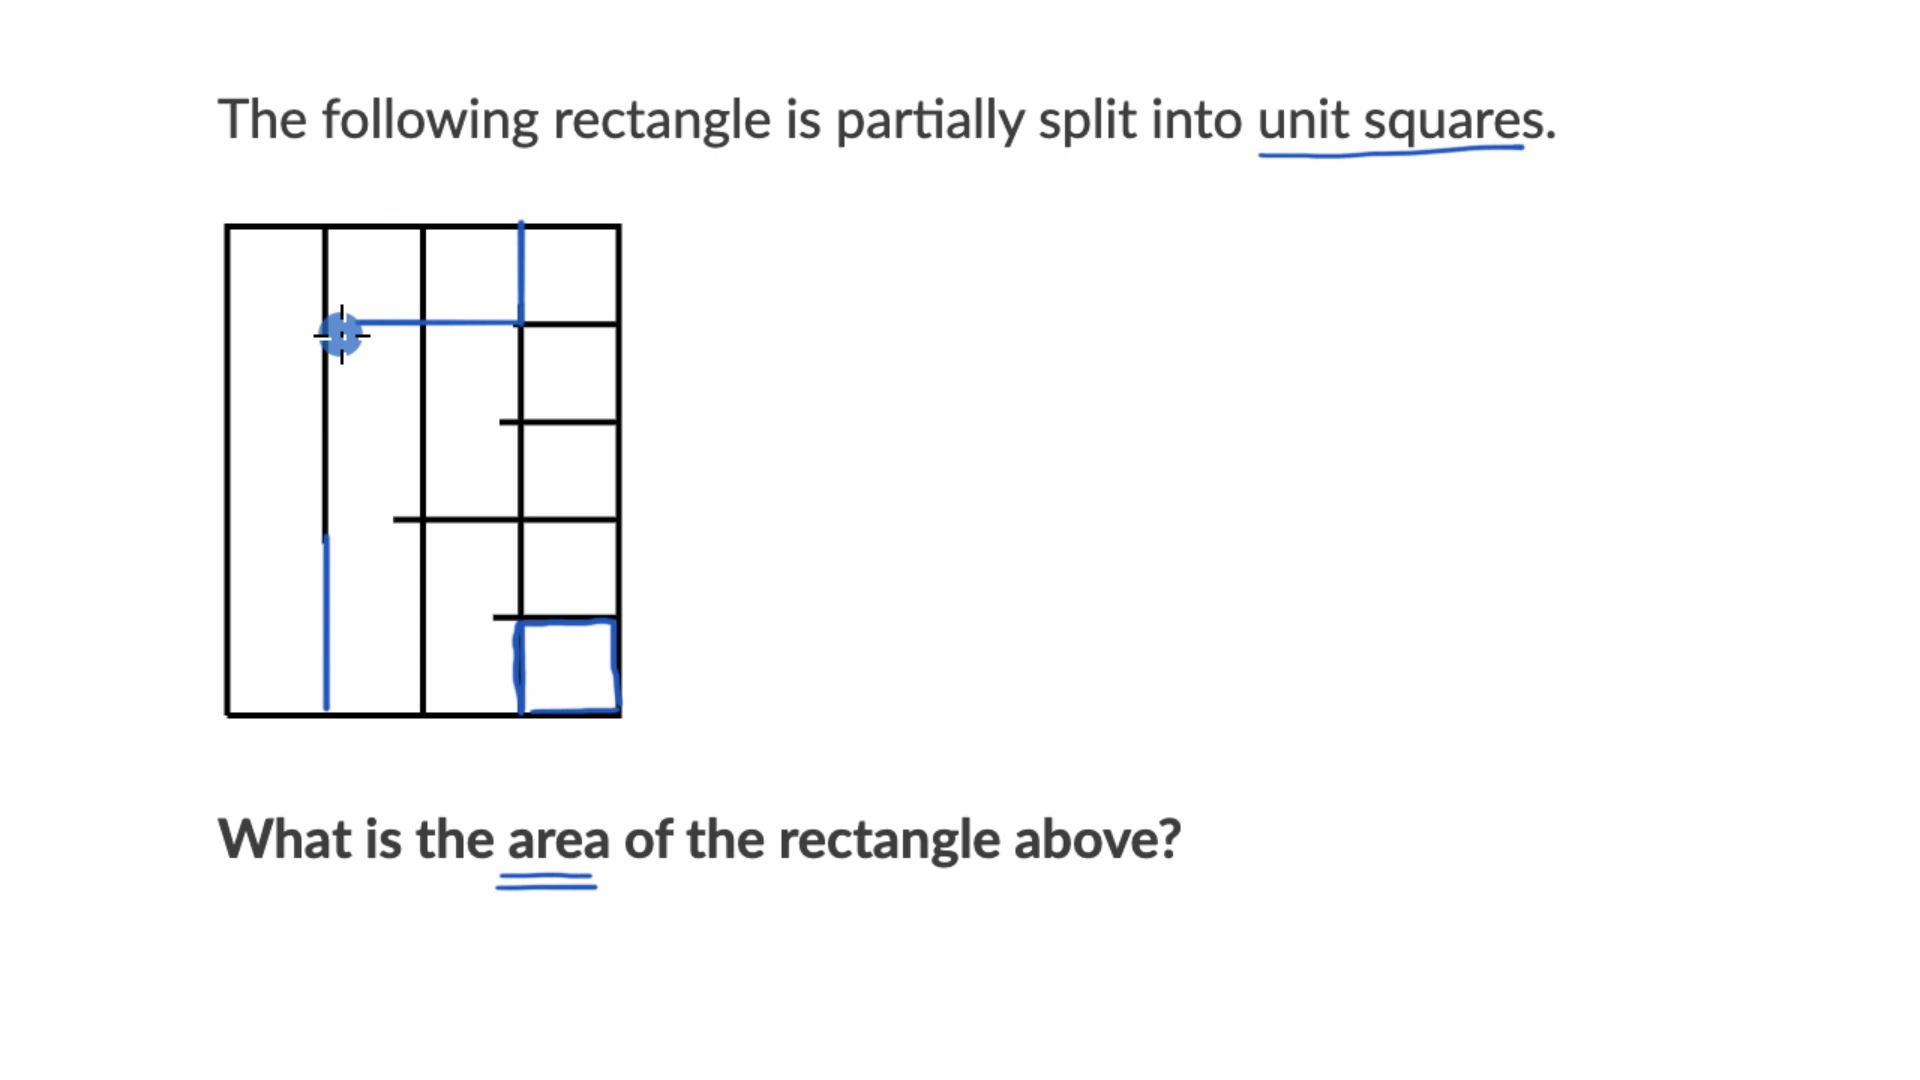 The following rectangle is partially split into unit squares.
What is the area of the rectangle above?